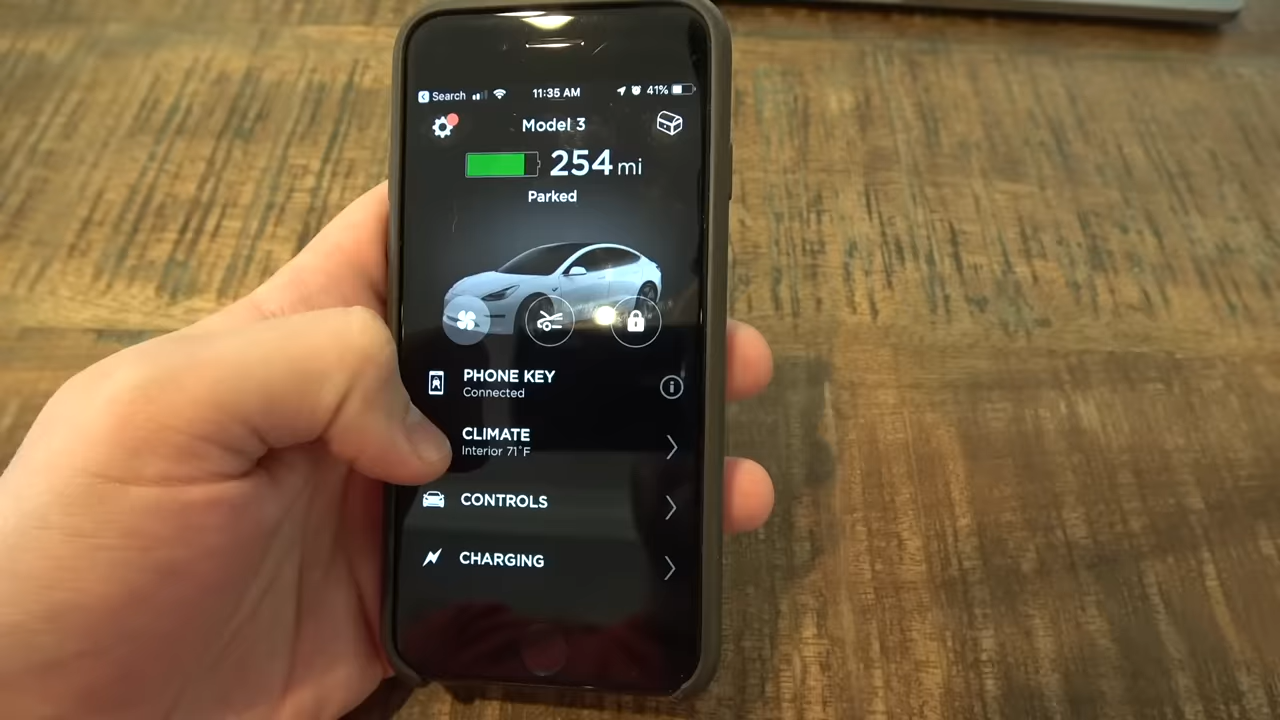 Search 11:35 AM 41%
Model 3
254 mi
Parked
PHONE KEY
Connected
CLIMATE
Interior 71°F
CONTROLS
CHARGING